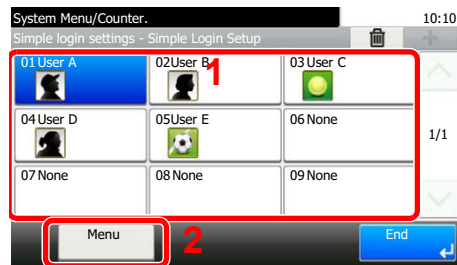 System Menu/Counter.
10:10
Simple login settings - Simple Login Setup
01 User A
02User B
1
03 User C
04 User D
05User E
06 None
1/1
07 None
08 None
09 None
Menu
2
End